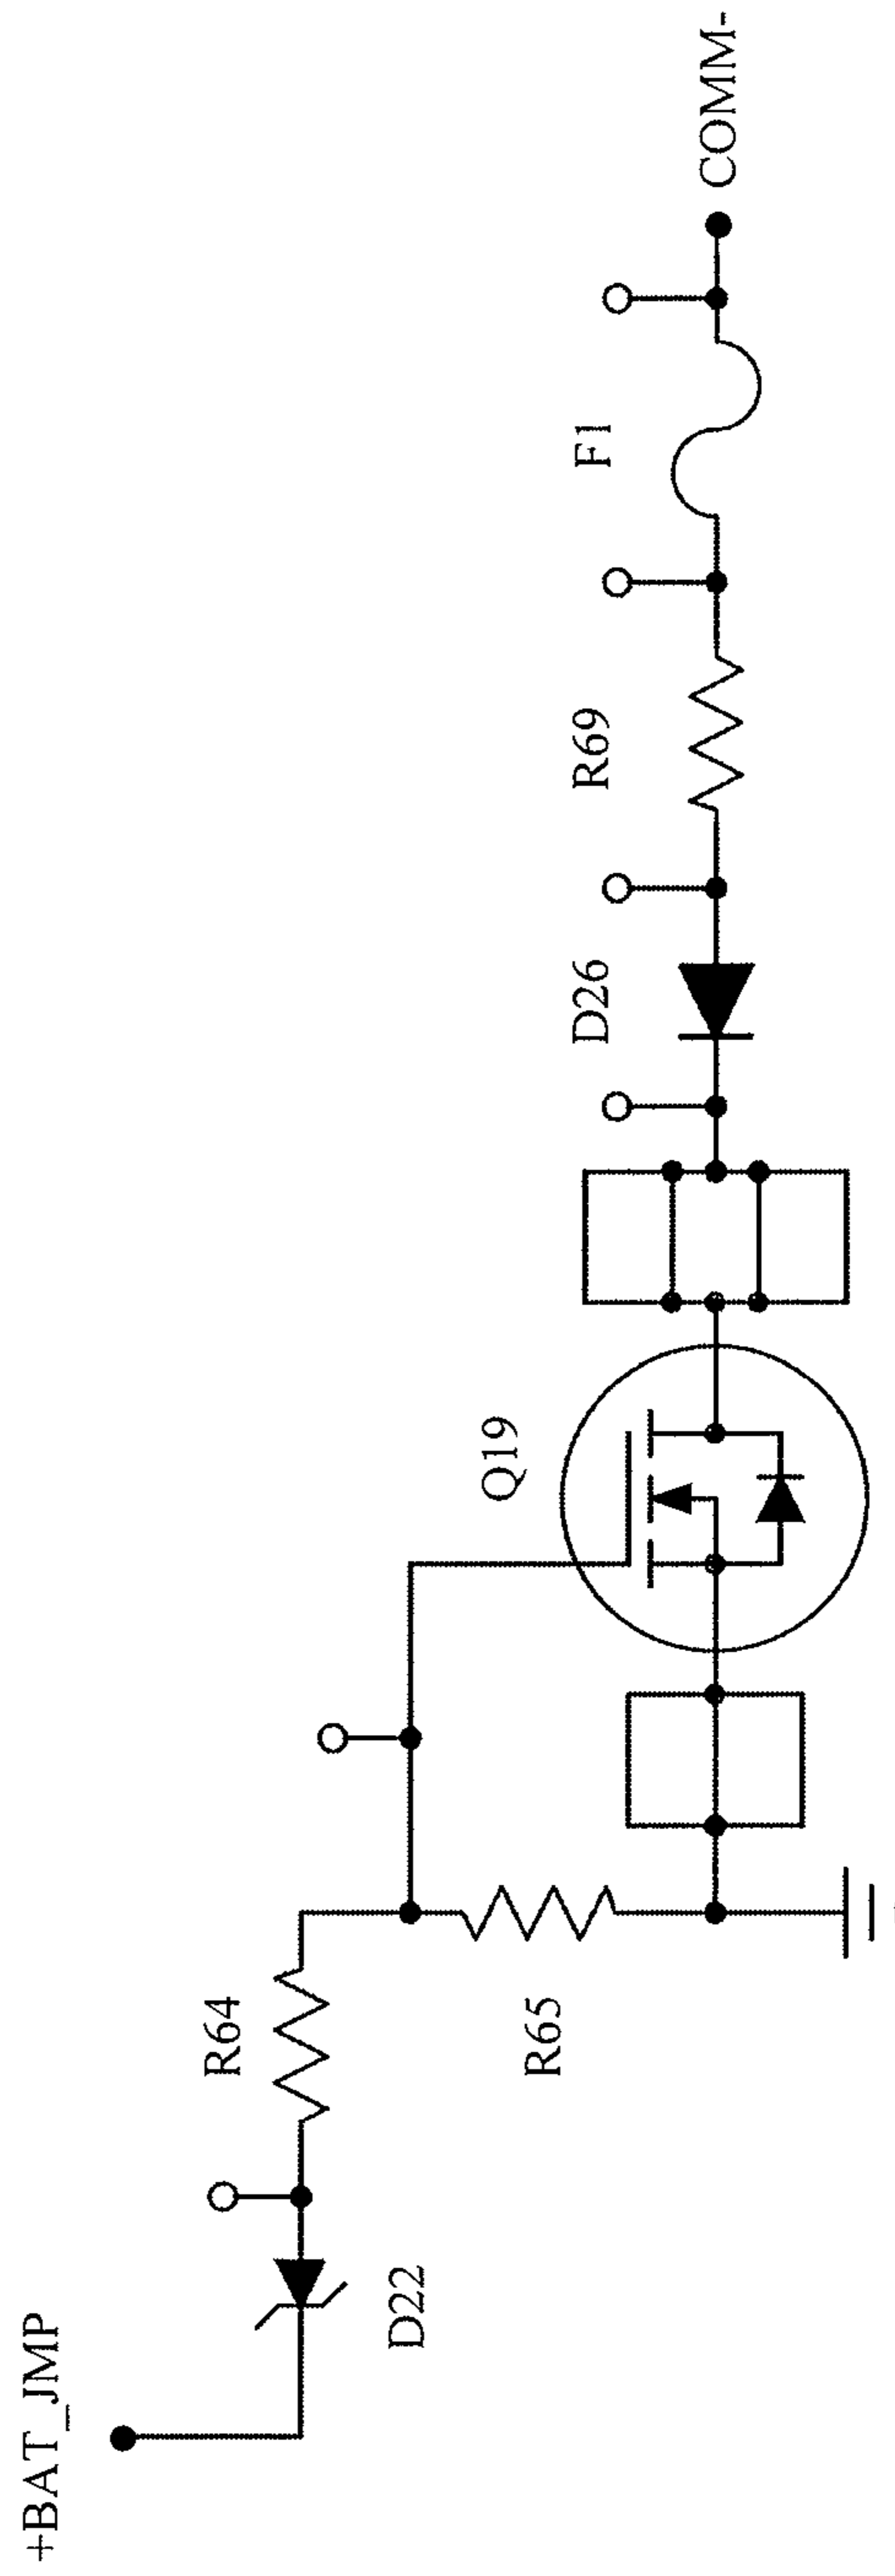 +BAT_JMP
D22
R64
R65
Q19
D26
R69
F1
COMM-